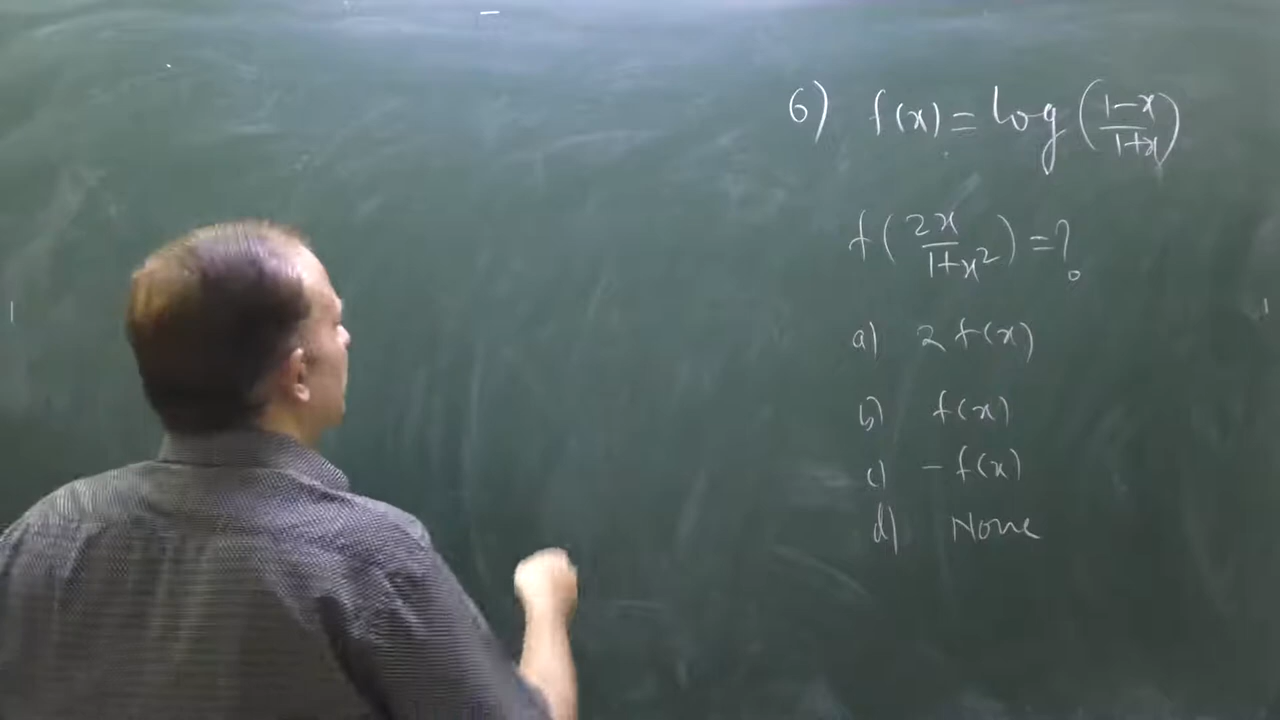 6) f(x) = log (1-x / 1+x)
f(2x / 1+x²) = ?
a) 2 f(x)
b) f(x)
c) - f(x)
d) None